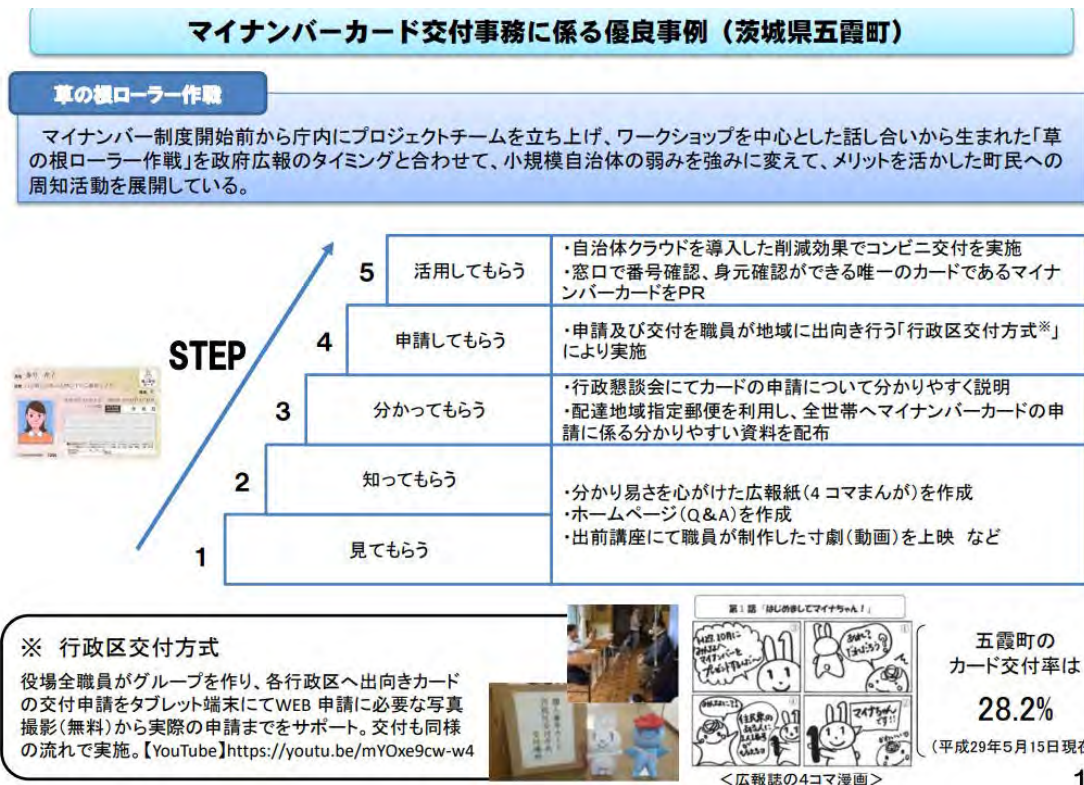 マイナンバーカード交付事務に係る優良事例（茨城県五霞町）
草の根ローラー作戦
マイナンバー制度開始前から庁内にプロジェクトチームを立ち上げ、ワークショップを中心とした話し合いから生まれた「草
の根ローラー作戦」を政府広報のタイミングと合わせて、小規模自治体の弱みを強みに変えて、メリットを活かした町民への
周知活動を展開している。
STEP
5
活用してもらう
・自治体クラウドを導入した削減効果でコンビニ交付を実施
・窓口で番号確認、身元確認ができる唯一のカードであるマイナ
ンバーカードをPR
4
申請してもらう
・申請及び交付を職員が地域に出向き行う「行政区交付方式※」
により実施
3
分かってもらう
・行政懇談会にてカードの申請について分かりやすく説明
・配達地域指定郵便を利用し、全世帯へマイナンバーカードの申
請に係る分かりやすい資料を配布
2
知ってもらう
1
見てもらう
・分かり易さを心がけた広報紙（4 コマまんが）を作成
・ホームページ（Q＆A）を作成
・出前講座にて職員が制作した寸劇（動画）を上映 など
※ 行政区交付方式
役場全職員がグループを作り、各行政区へ出向きカード
の交付申請をタブレット端末にてWEB 申請に必要な写真
撮影（無料）から実際の申請までをサポート。交付も同様
の流れで実施。【YouTube】https://youtu.be/mYOxe9cw-w4
第１話 「はじめましてマイナちゃん！」
H27.10月に
みんなへ
マイナンバーを
プレゼントするよ〜
マイナちゃん
です!!
＜広報誌の4コマ漫画＞
五霞町の
カード交付率は
28.2%
（平成29年5月15日現在
1